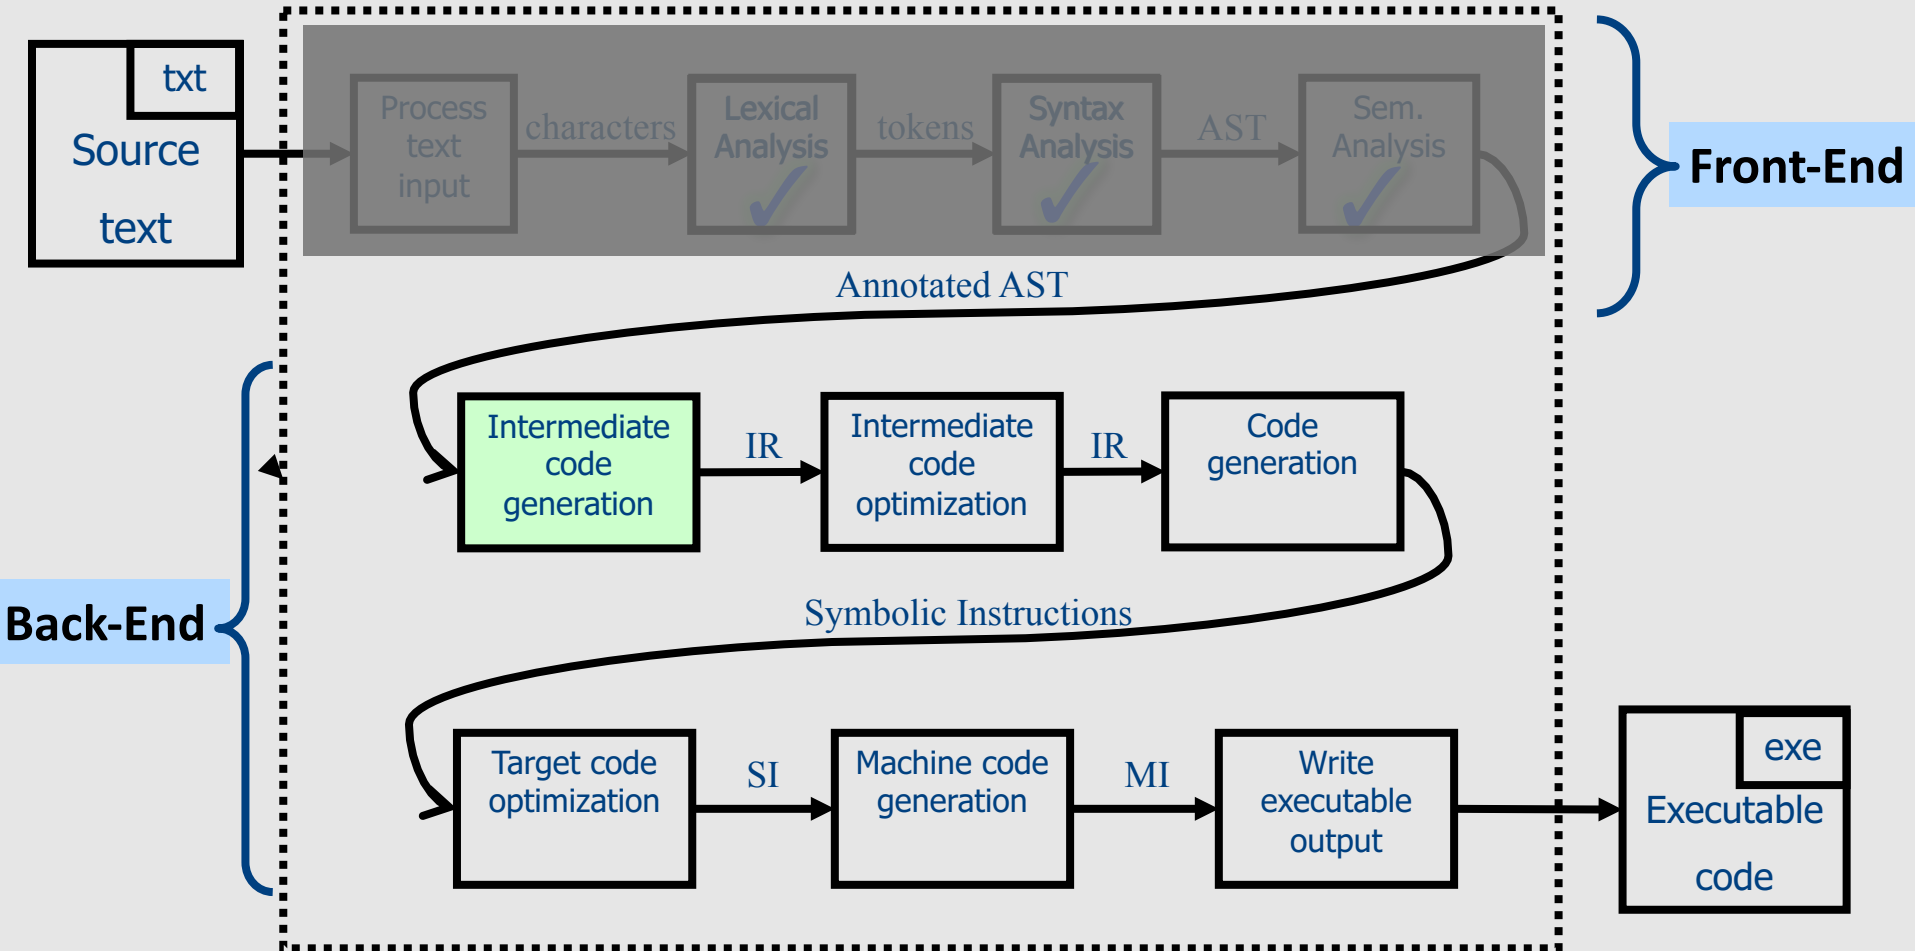 txt
Source
text
Process
text
input
characters
Lexical
Analysis
tokens
Syntax
Analysis
AST
Sem.
Analysis
Front-End
Annotated AST
Intermediate
code
generation
IR
Intermediate
code
optimization
IR
Code
generation
Back-End
Symbolic Instructions
Target code
optimization
SI
Machine code
generation
MI
Write
executable
output
exe
Executable
code